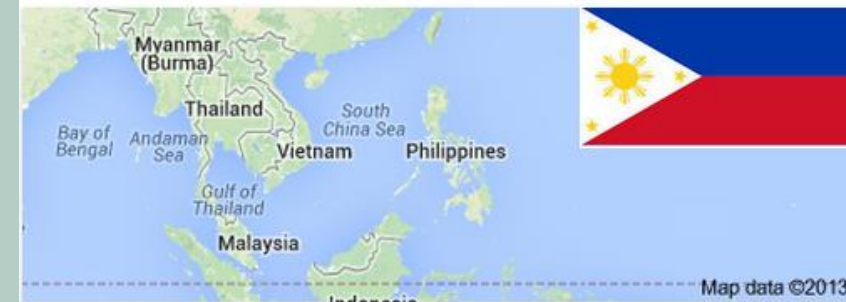 Myanmar
(Burma)
Thailand
South
China Sea
Bay of
Bengal
Andaman
Sea
Vietnam
Philippines
Gulf of
Thailand
Malaysia
Indonesia
Map data ©2013